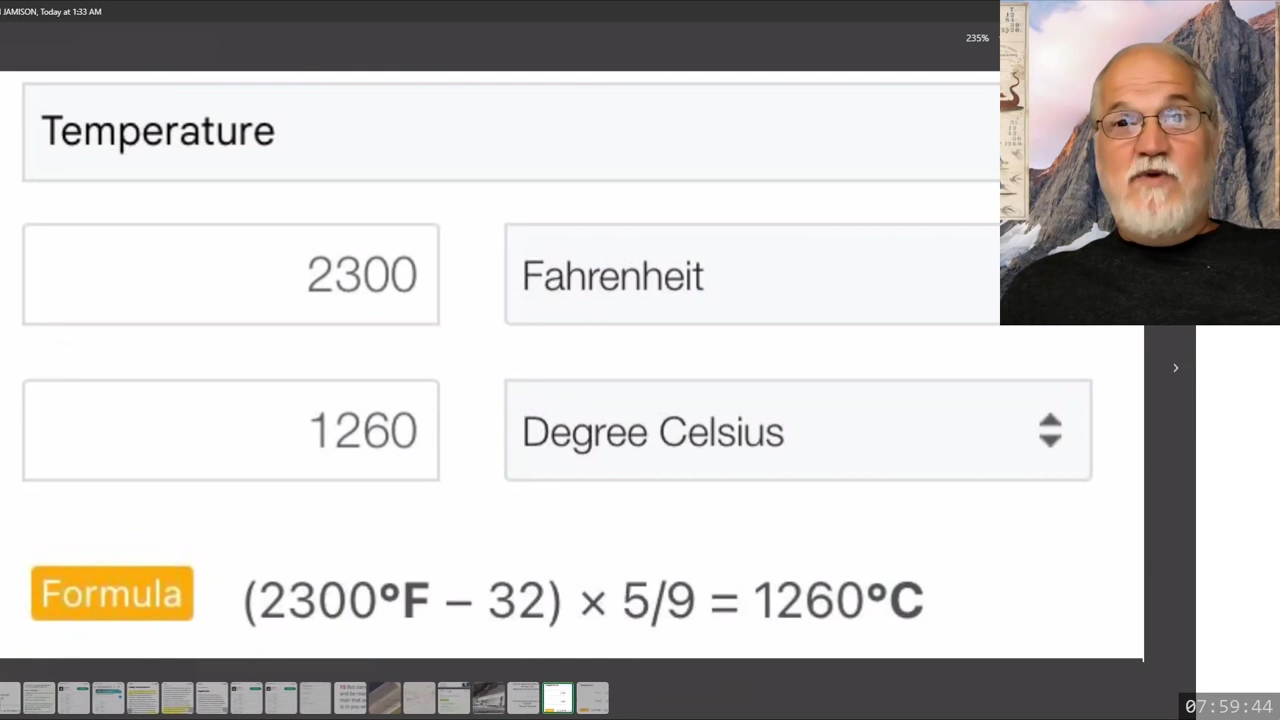 JAMISON, Today at 1:33 AM
235%
Temperature
2300
Fahrenheit
1260
Degree Celsius
Formula
(2300°F – 32) × 5/9 = 1260°C
07:59:44